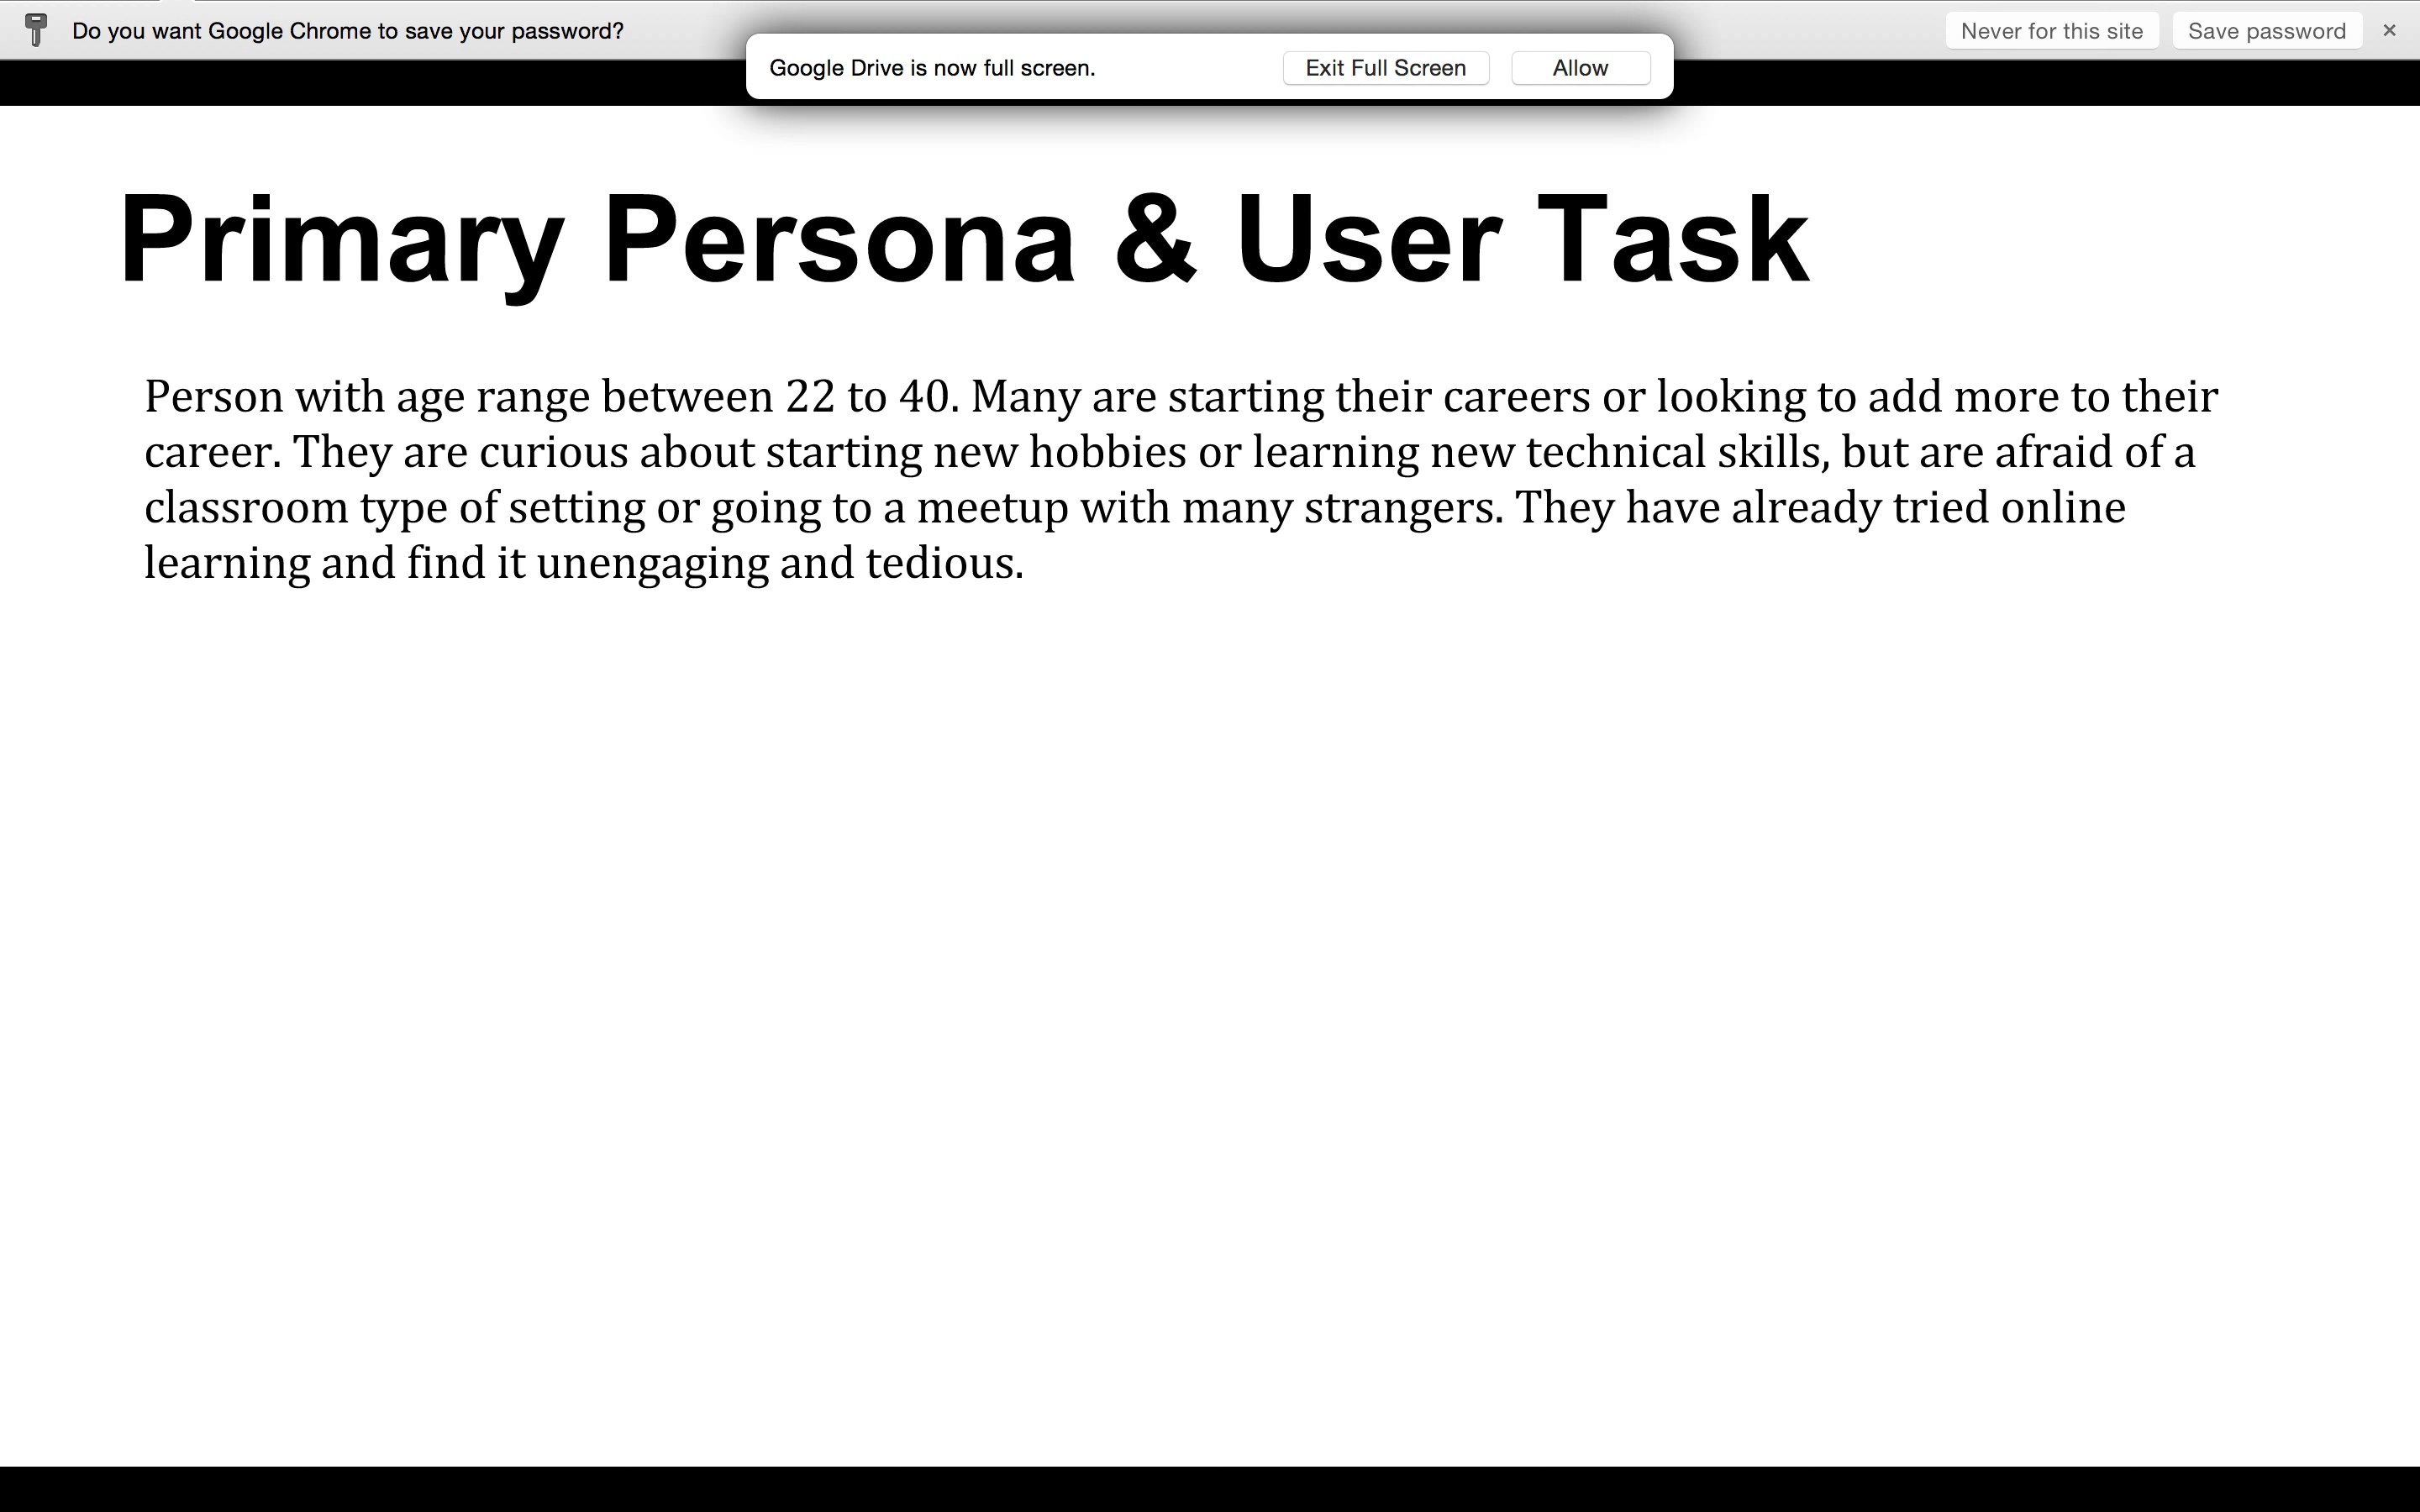 Do you want Google Chrome to save your password?
Never for this site
Save password
×
Google Drive is now full screen.
Exit Full Screen
Allow
Primary Persona & User Task
Person with age range between 22 to 40. Many are starting their careers or looking to add more to their
career. They are curious about starting new hobbies or learning new technical skills, but are afraid of a
classroom type of setting or going to a meetup with many strangers. They have already tried online
learning and find it unengaging and tedious.